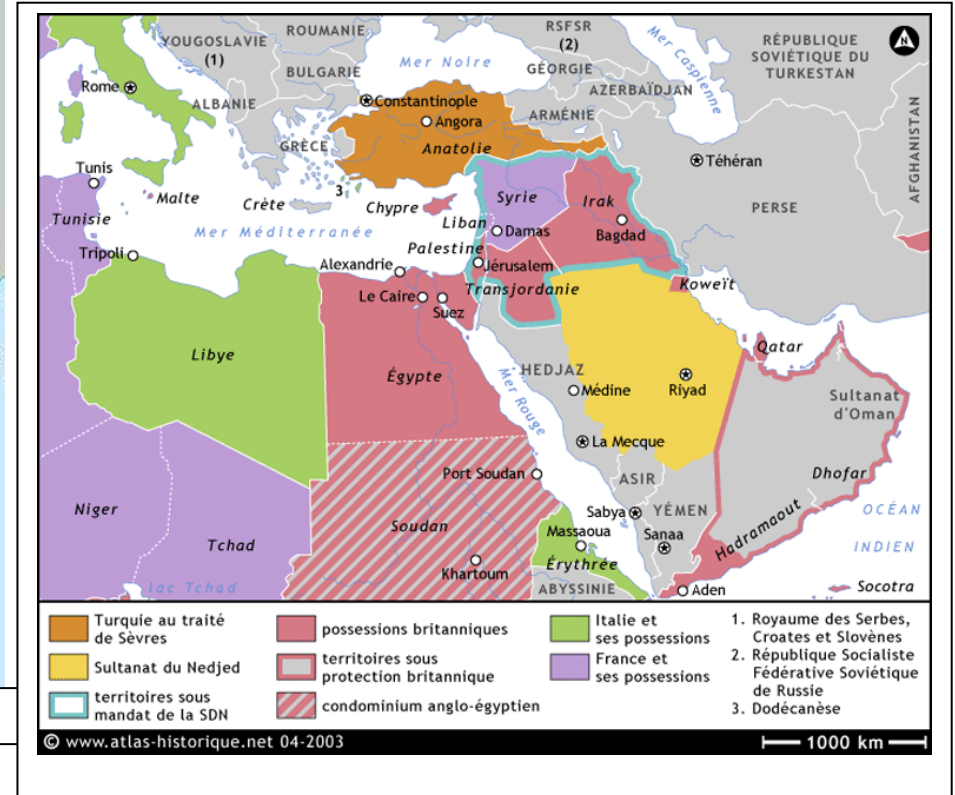 ROUMANIE
RSFSR
(2)
Mer Caspienne
RÉPUBLIQUE
SOVIÉTIQUE DU
TURKESTAN
N
YOUGOSLAVIE
(1)
Mer Noire
GÉORGIE
BULGARIE
AZERBAÏDJAN
Rome
ALBANIE
Constantinople
ARMÉNIE
Angora
AFGHANISTAN
GRÈCE
Anatolie
Téhéran
Tunis
3
Malte
Crète
Chypre
Syrie
Irak
PERSE
Tunisie
Liban
Damas
Mer Méditerranée
Bagdad
Palestine
Tripoli
Alexandrie
Jérusalem
Le Caire
Transjordanie
Koweït
Suez
Libye
Qatar
HEDJAZ
Égypte
Mer Rouge
Médine
Riyad
Sultanat
d'Oman
La Mecque
Port Soudan
ASIR
Dhofar
Niger
Soudan
Sabya
YÉMEN
Hadramaout
OCÉAN
INDIEN
Massaoua
Sanaa
Tchad
Érythrée
Khartoum
lac Tchad
ABYSSINIE
Aden
Socotra
Turquie au traité
de Sèvres
Sultanat du Nedjed
territoires sous
mandat de la SDN
possessions britanniques
territoires sous
protection britannique
condominium anglo-égyptien
Italie et
ses possessions
France et
ses possessions
1. Royaume des Serbes,
Croates et Slovènes
2. République Socialiste
Fédérative Soviétique
de Russie
3. Dodécanèse
© www.atlas-historique.net 04-2003
1000 km